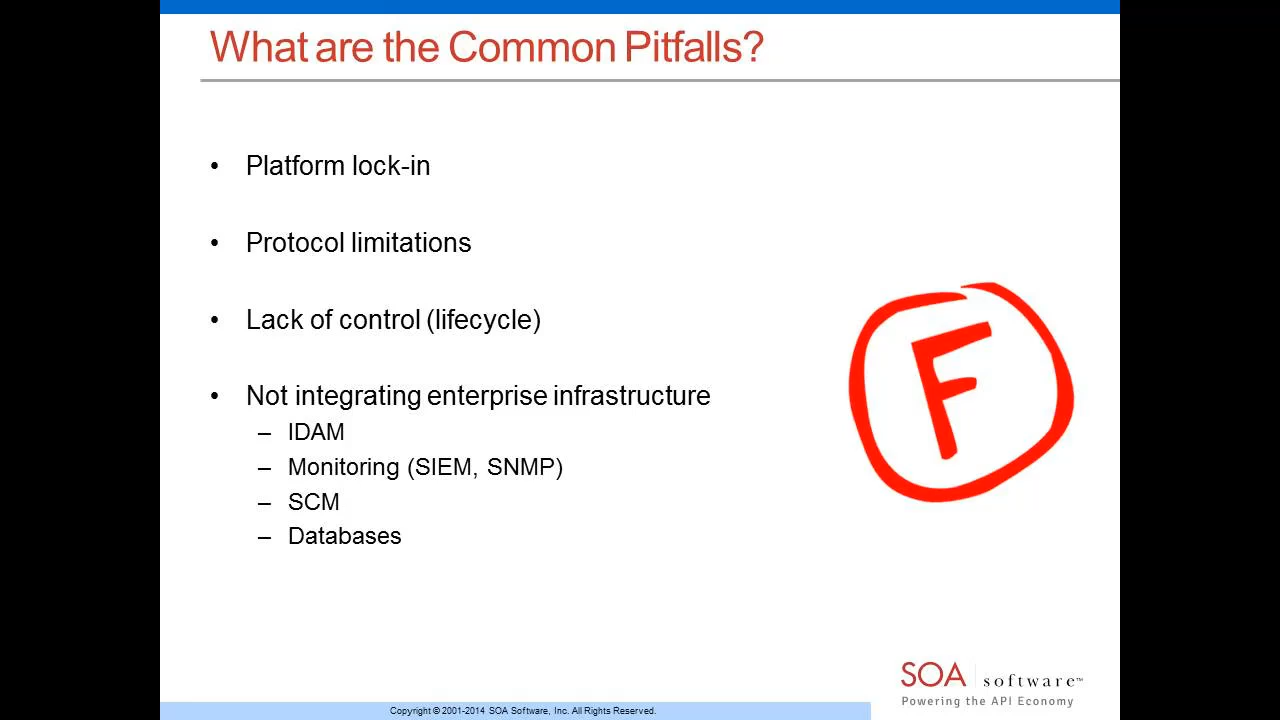 What are the Common Pitfalls?
• Platform lock-in
• Protocol limitations
• Lack of control (lifecycle)
• Not integrating enterprise infrastructure
– IDAM
– Monitoring (SIEM, SNMP)
– SCM
– Databases
F
SOA software™
Powering the API Economy
Copyright © 2001-2014 SOA Software, Inc. All Rights Reserved.